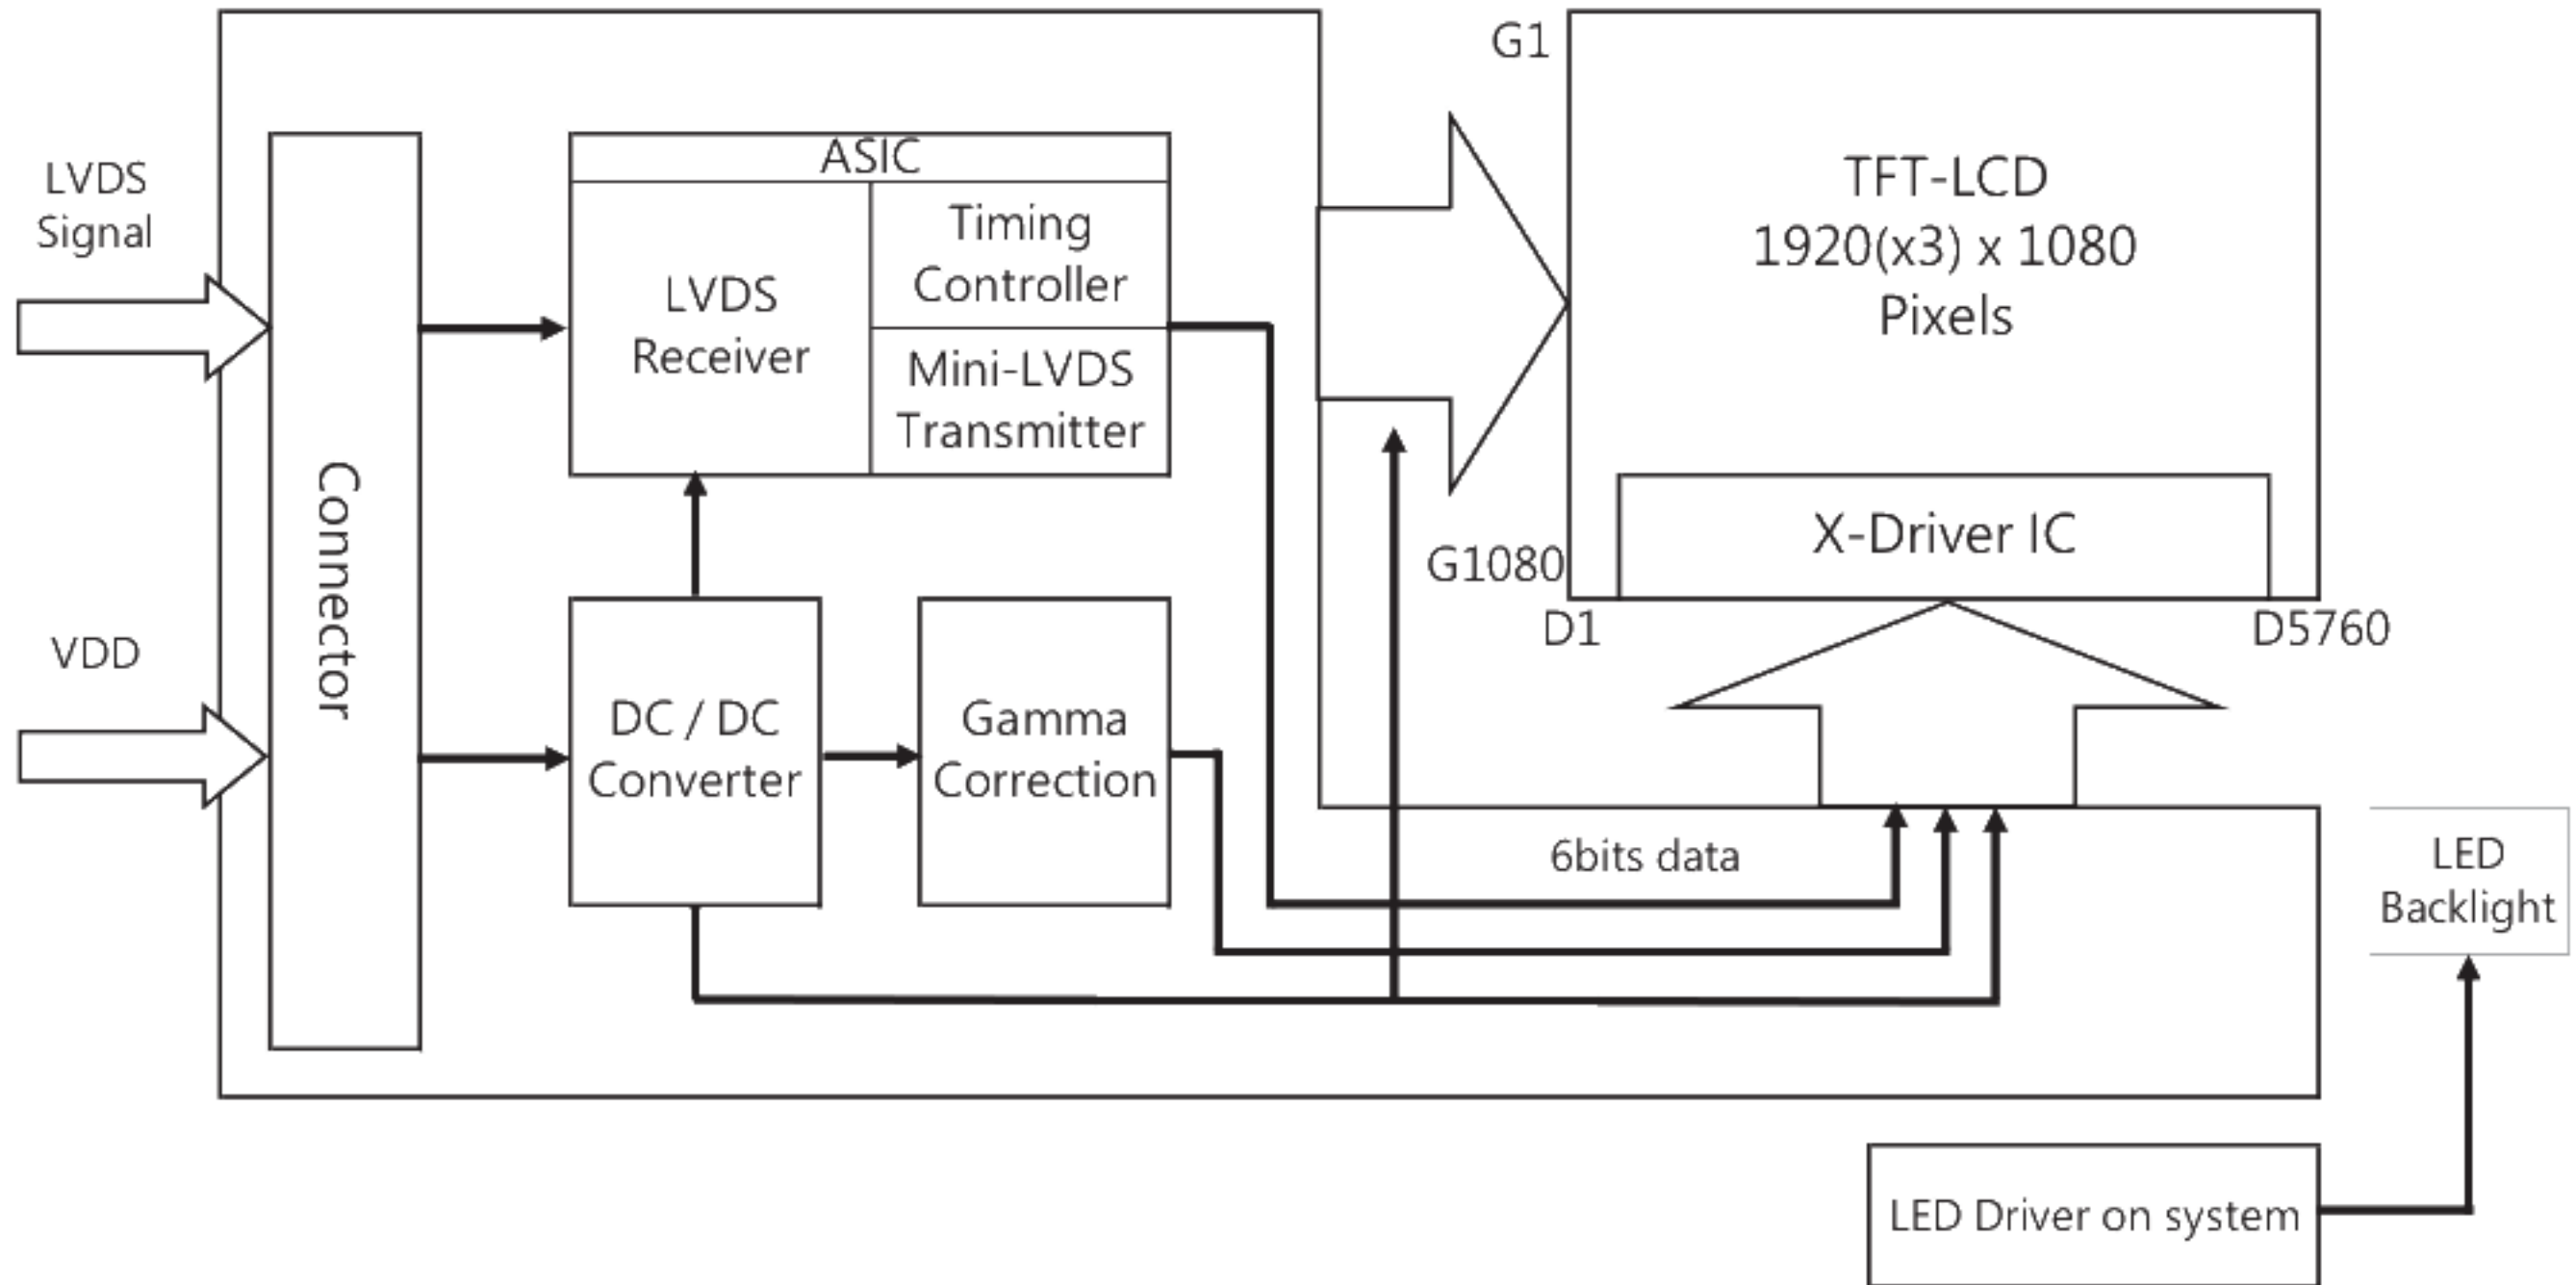 LVDS
Signal
VDD
Connector
ASIC
LVDS
Receiver
Timing
Controller
Mini-LVDS
Transmitter
DC / DC
Converter
Gamma
Correction
G1
G1080
TFT-LCD
1920(x3) x 1080
Pixels
X-Driver IC
D1
D5760
6bits data
LED
Backlight
LED Driver on system